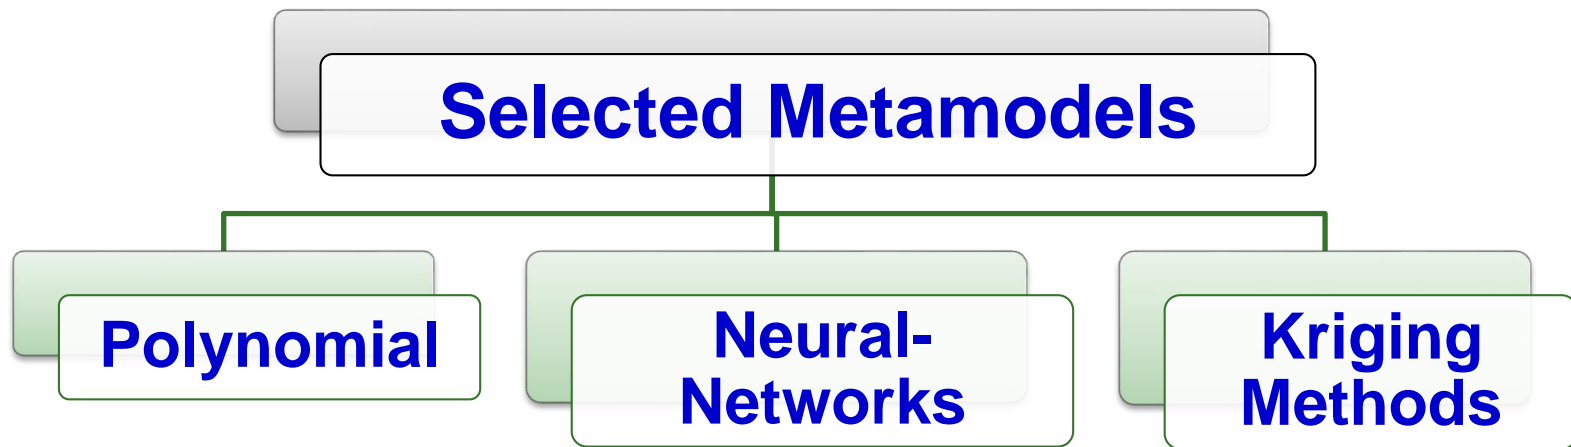 Selected Metamodels
Polynomial
Neural-
Networks
Kriging
Methods